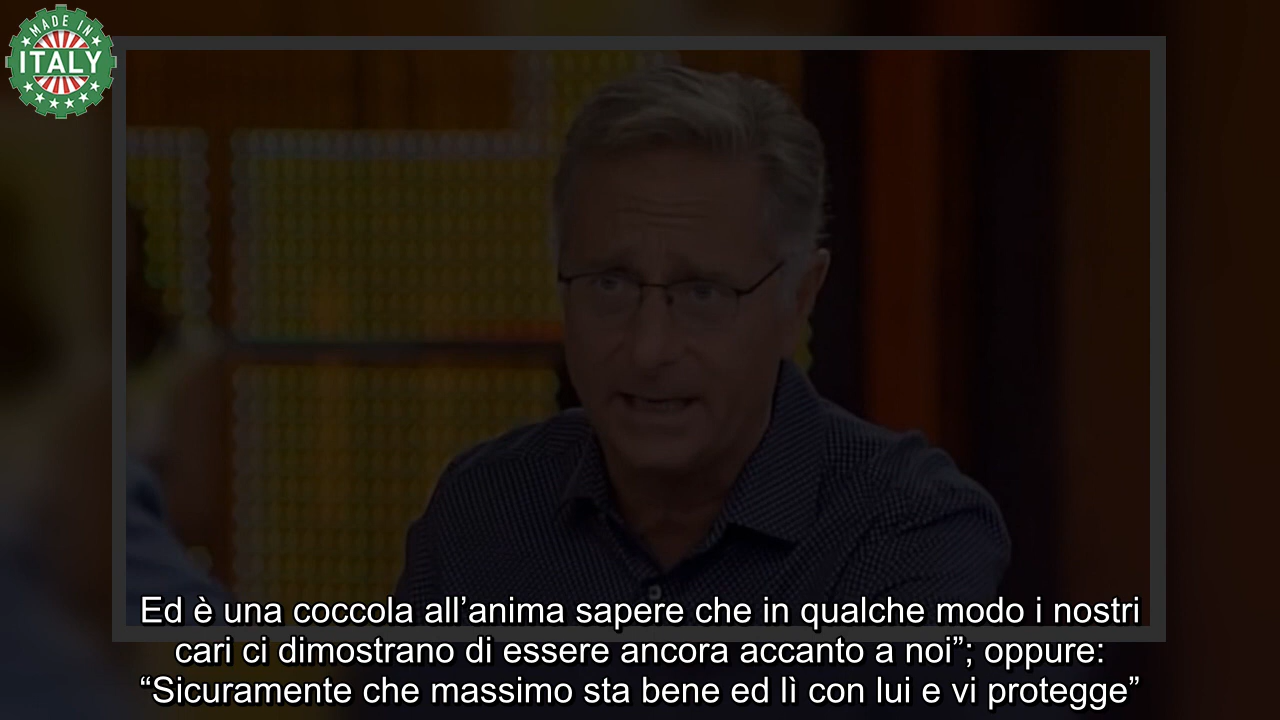 MADE IN
ITALY
Ed è una coccola all’anima sapere che in qualche modo i nostri
cari ci dimostrano di essere ancora accanto a noi”; oppure:
“Sicuramente che massimo sta bene ed lì con lui e vi protegge”